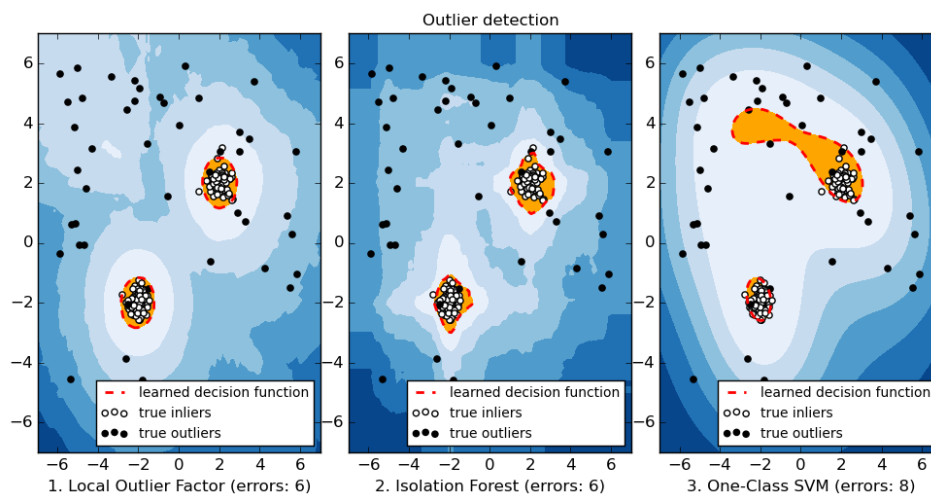 Outlier detection
6
4
2
0
−2
−4
−6
learned decision function
true inliers
true outliers
−6 −4 −2 0 2 4 6
1. Local Outlier Factor (errors: 6)
6
4
2
0
−2
−4
−6
learned decision function
true inliers
true outliers
−6 −4 −2 0 2 4 6
2. Isolation Forest (errors: 6)
6
4
2
0
−2
−4
−6
learned decision function
true inliers
true outliers
−6 −4 −2 0 2 4 6
3. One-Class SVM (errors: 8)